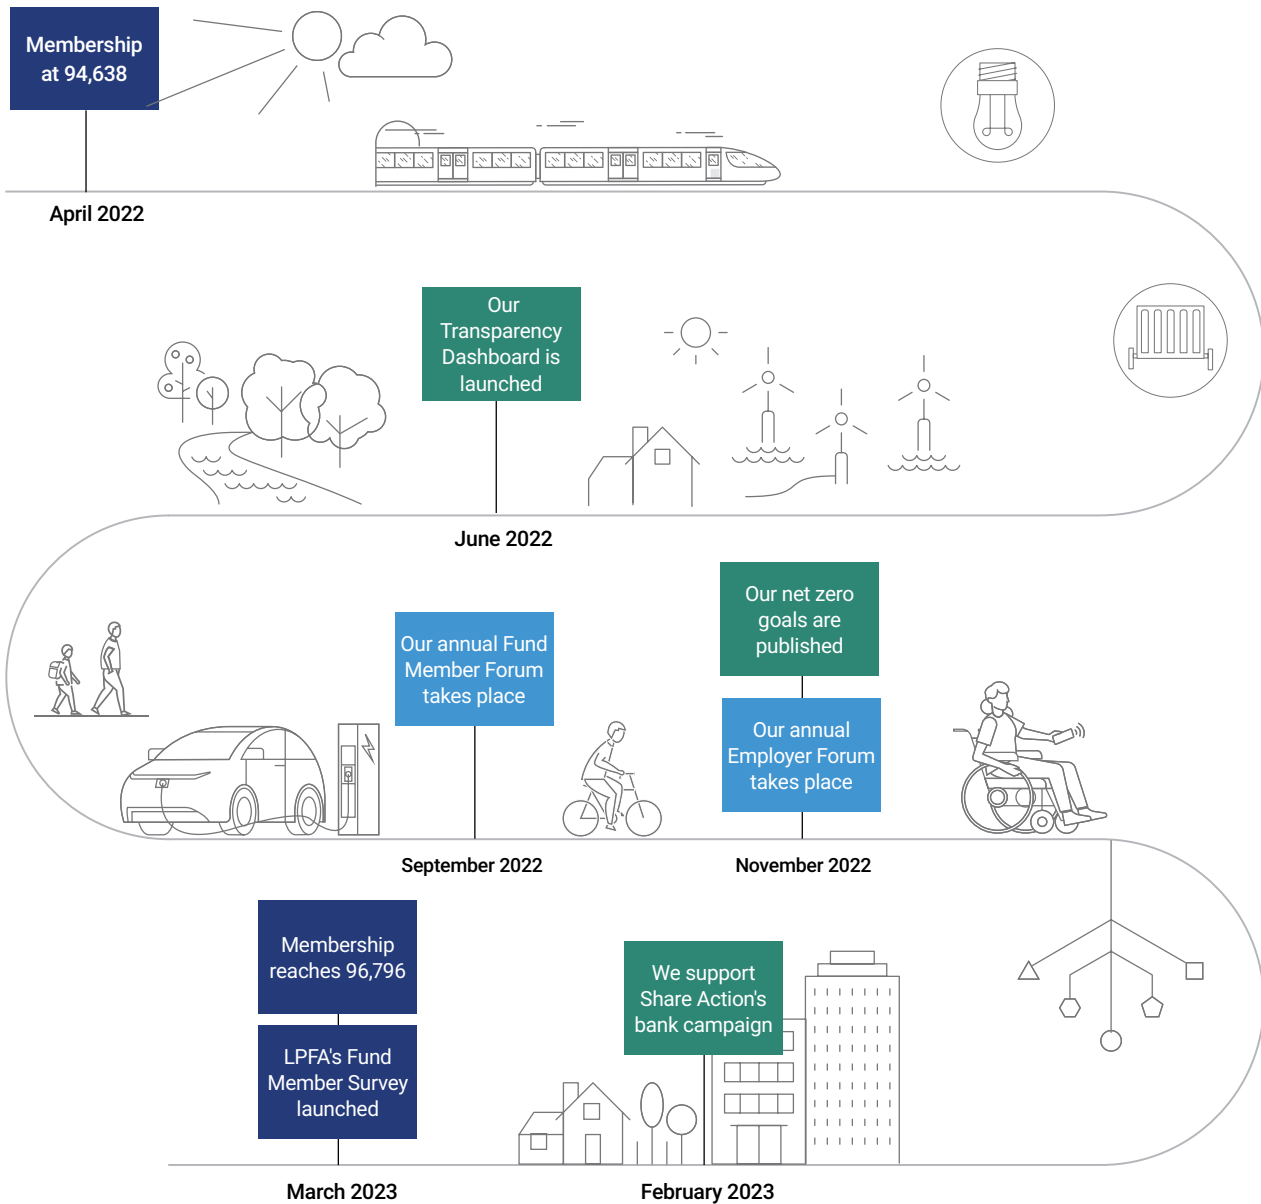 Membership
at 94,638
April 2022
Our
Transparency
Dashboard is
launched
June 2022
Our annual Fund
Member Forum
takes place
September 2022
Our net zero
goals are
published
Our annual
Employer Forum
takes place
November 2022
We support
Share Action's
bank campaign
February 2023
Membership
reaches 96,796
LPFA's Fund
Member Survey
launched
March 2023